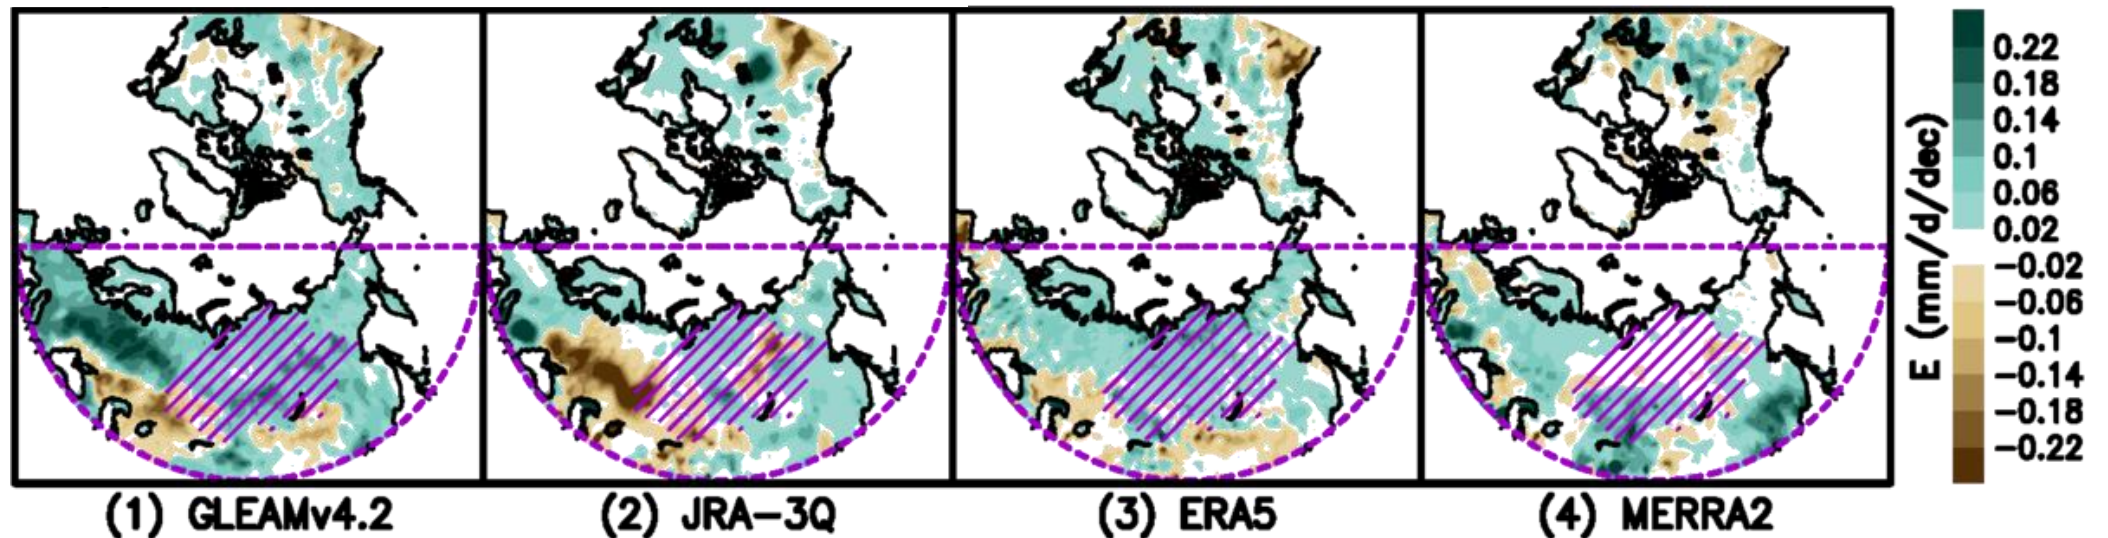 0.22
0.18
0.14
0.1
0.06
0.02
−0.02
−0.06
−0.1
−0.14
−0.18
−0.22
E (mm/d/dec)
(1) GLEAMv4.2
(2) JRA−3Q
(3) ERA5
(4) MERRA2